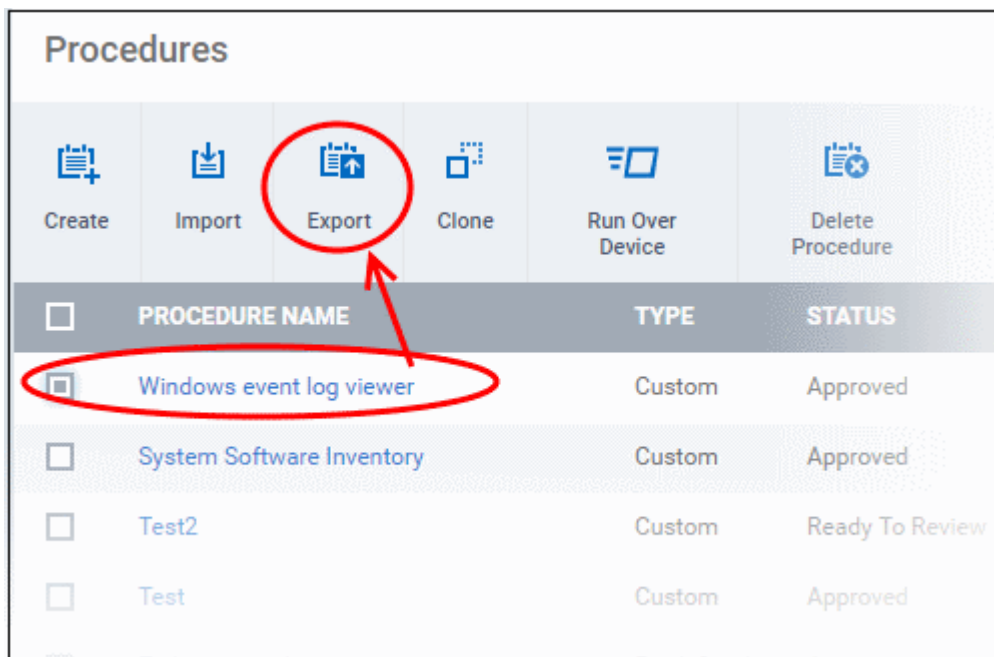 Procedures
Create
Import
Export
Clone
Run Over
Device
Delete
Procedure
PROCEDURE NAME TYPE STATUS
Windows event log viewer Custom Approved
System Software Inventory Custom Approved
Test2 Custom Ready To Review
Test Custom Approved